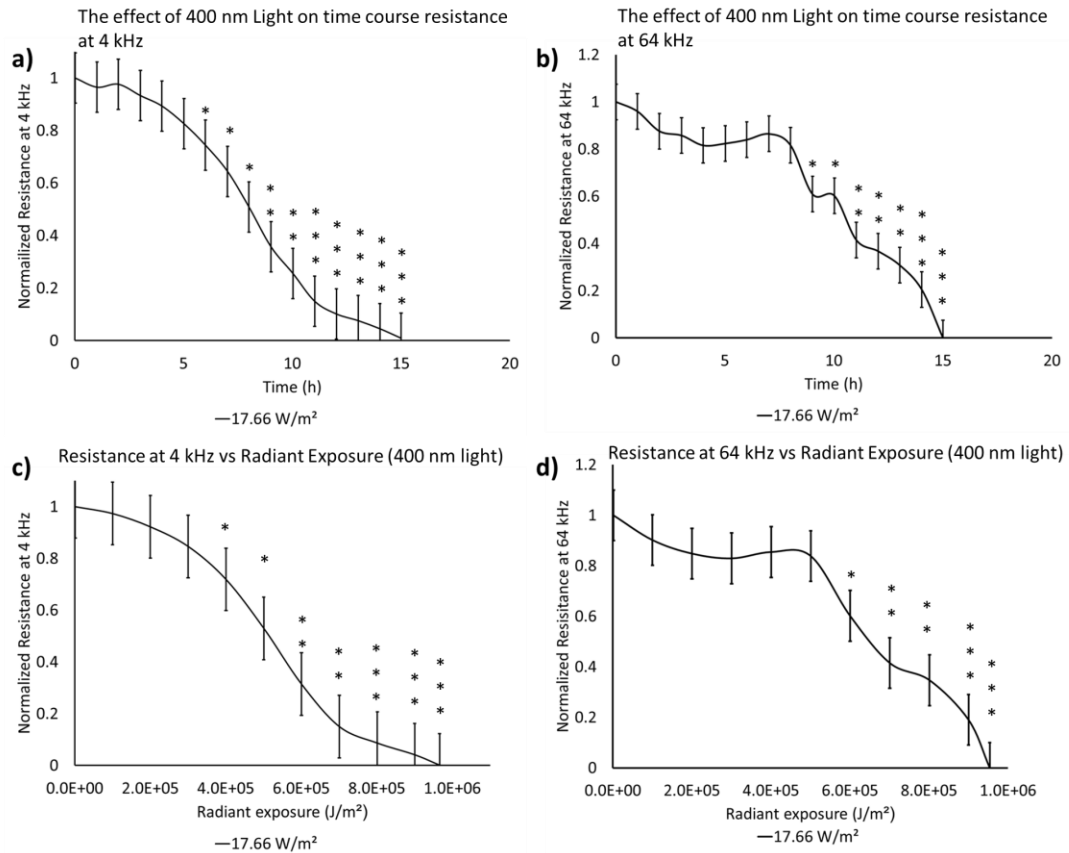 The effect of 400 nm Light on time course resistance
at 4 kHz
a)
Normailized Resistance at 4 kHz
1
0.8
0.6
0.4
0.2
0
*
*
*
* *
* *
* * *
* * *
* * *
* * *
* * *
0 5 10 15 20
Time (h)
—17.66 W/m²
The effect of 400 nm Light on time course resistance
at 64 kHz
b)
Normalized Resistance at 64 kHz
1.2
1
0.8
0.6
0.4
0.2
0
*
*
* *
* *
* *
* * *
* * *
0 5 10 15 20
Time (h)
—17.66 W/m²
c)
Resistance at 4 kHz vs Radiant Exposure (400 nm light)
Normalized Resistance at 4 kHz
1
0.8
0.6
0.4
0.2
0
*
*
* *
* *
* * *
* * *
* * *
0.0E+00 2.0E+05 4.0E+05 6.0E+05 8.0E+05 1.0E+06
Radiant exposure (J/m²)
—17.66 W/m²
d)
Resistance at 64 kHz vs Radiant Exposure (400 nm light)
Normalized Resisitance at 64 kHz
1.2
1
0.8
0.6
0.4
0.2
0
*
* *
* *
* * *
* * *
0.0E+00 2.0E+05 4.0E+05 6.0E+05 8.0E+05 1.0E+06
Radiant exposure (J/m²)
—17.66 W/m²